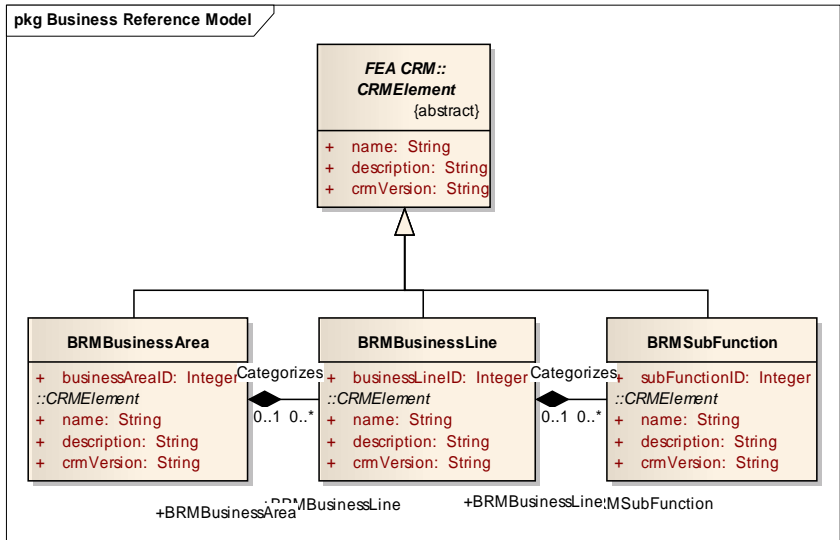 pkg Business Reference Model
FEA CRM::
CRMElement
{abstract}
+ name: String
+ description: String
+ crmVersion: String
BRMBusinessArea
+ businessAreaID: Integer
::CRMElement
+ name: String
+ description: String
+ crmVersion: String
Categorizes
0..1 0..*
BRMBusinessLine
+ businessLineID: Integer
::CRMElement
+ name: String
+ description: String
+ crmVersion: String
Categorizes
0..1 0..*
BRMSubFunction
+ subFunctionID: Integer
::CRMElement
+ name: String
+ description: String
+ crmVersion: String
+BRMBusinessArea
+BRMBusinessLine
+BRMBusinessLine
RMSubFunction